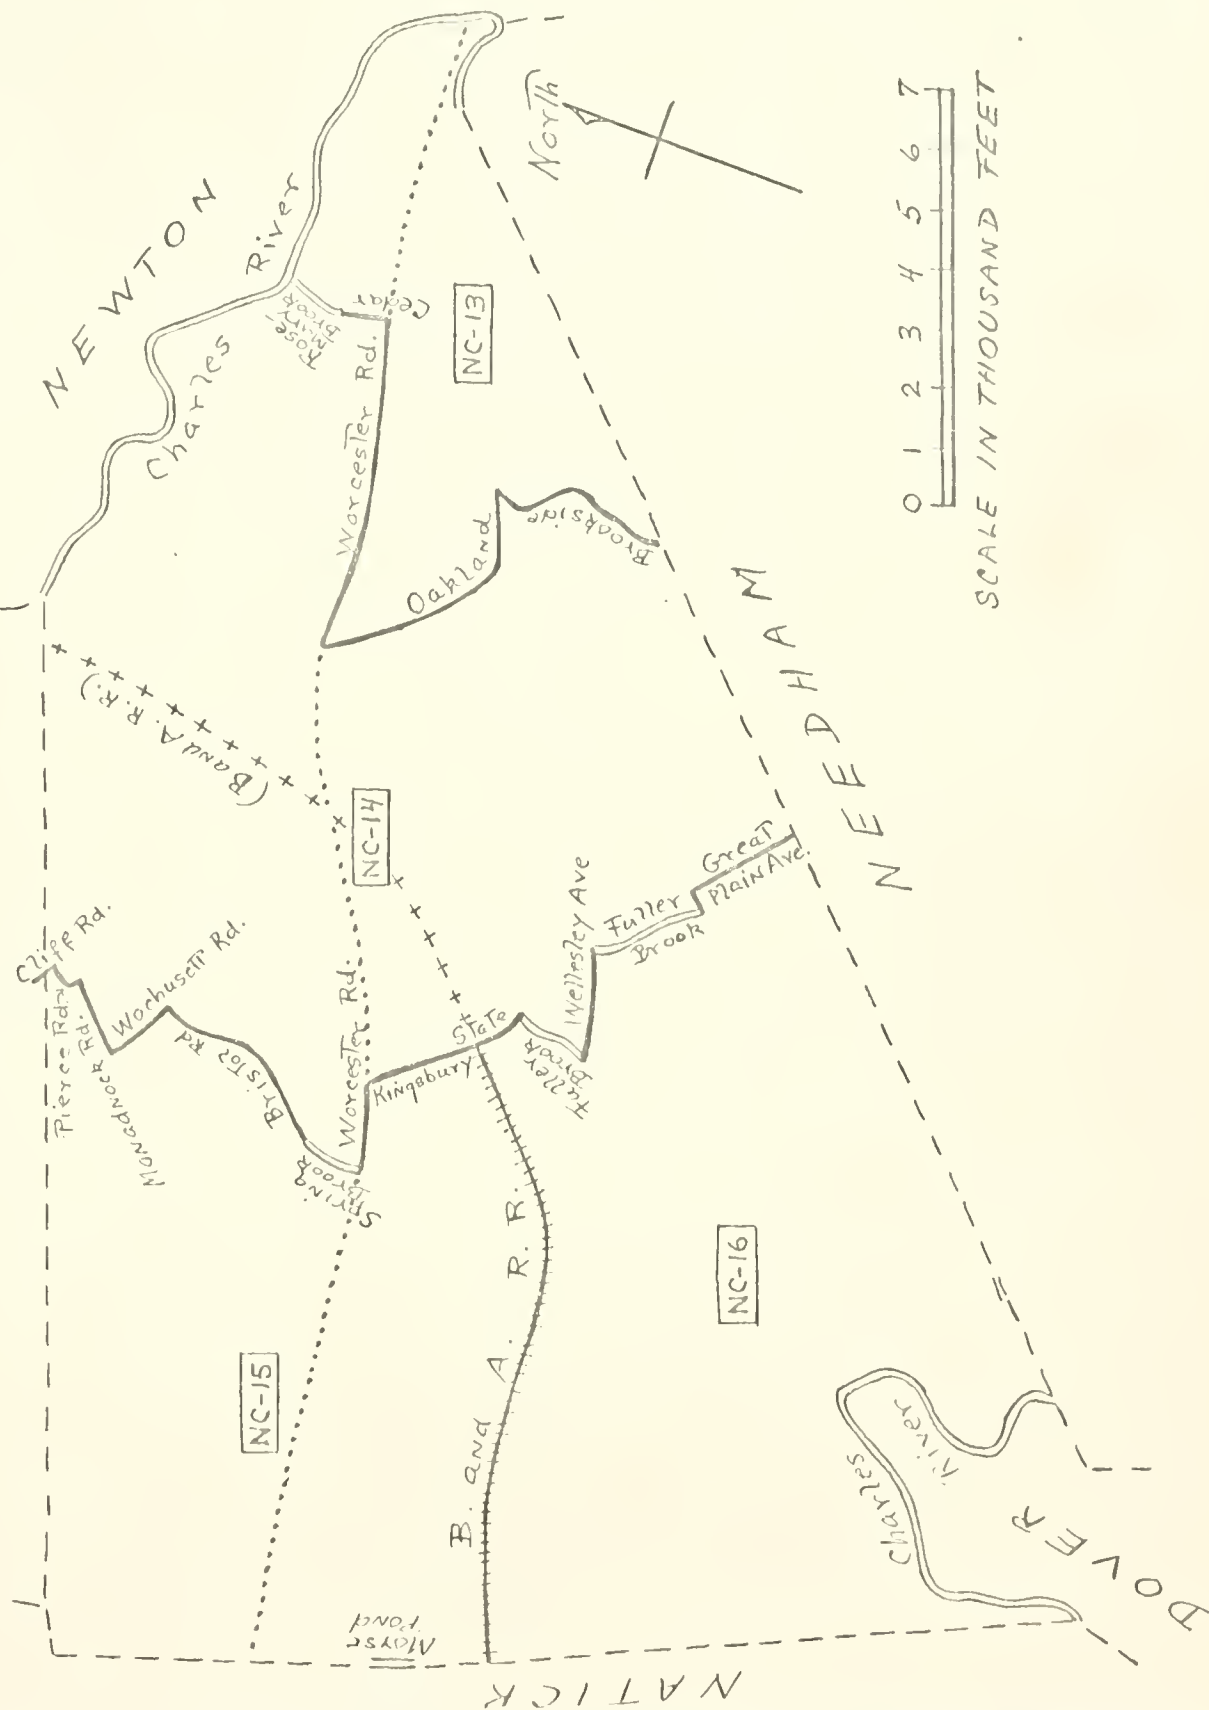 NEWTON
Charles
River
North
Rose-
Mary
Brook
Cedar
NC-13
Worcester Rd.
Oakland
Brookside
(B and A. R. R.)
NC-14
Cliff Rd.
Pierce Rd.
Monadnock Rd.
Wachusett Rd.
Bristol Rd
Spring
Brook
Worcester Rd.
Kingsbury
State
Fuller
Brook
Wellesley Ave
Fuller
Brook
Great
Plain Ave.
NEEDHAM
NC-15
B. and A. R. R.
NC-16
Morse
Pond
NATICK
Charles
River
DOVER
0 1 2 3 4 5 6 7
SCALE IN THOUSAND FEET